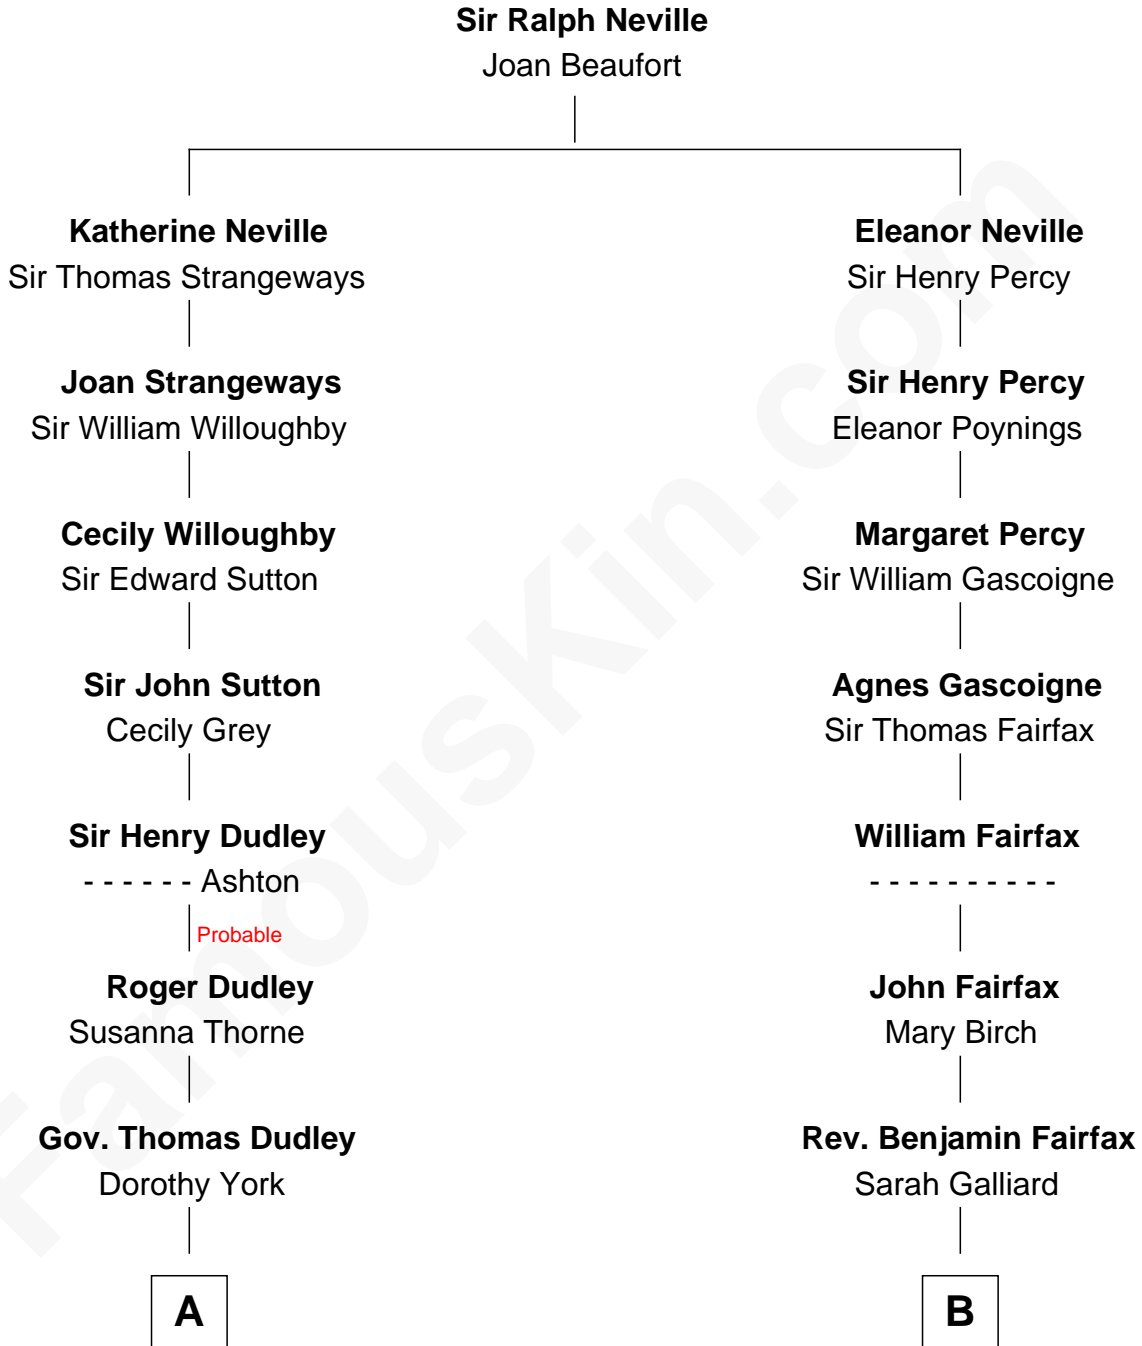 Sir Ralph Neville
Joan Beaufort
Katherine Neville
Sir Thomas Strangeways
Eleanor Neville
Sir Henry Percy
Joan Strangeways
Sir William Willoughby
Sir Henry Percy
Eleanor Poynings
Cecily Willoughby
Sir Edward Sutton
Margaret Percy
Sir William Gascoigne
Sir John Sutton
Cecily Grey
Agnes Gascoigne
Sir Thomas Fairfax
Sir Henry Dudley
- - - - - - Ashton
William Fairfax
- - - - - - - - - -
Probable
Roger Dudley
Susanna Thorne
John Fairfax
Mary Birch
Gov. Thomas Dudley
Dorothy York
Rev. Benjamin Fairfax
Sarah Galliard
A
B
FamousKin.com